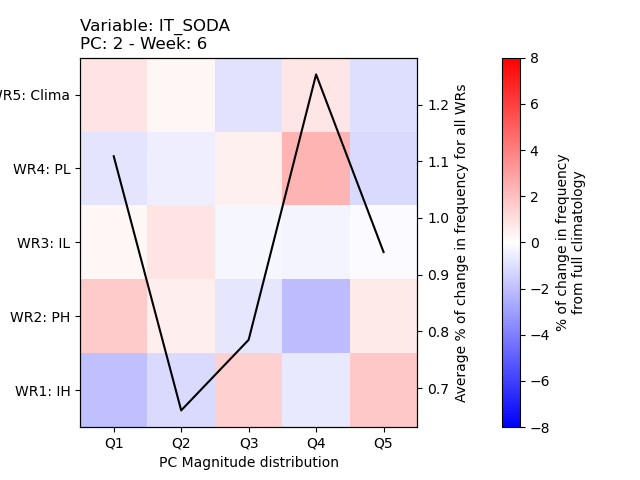 Variable: IT_SODA
PC: 2 - Week: 6
WR5: Clima
WR4: PL
WR3: IL
WR2: PH
WR1: IH
Q1 Q2 Q3 Q4 Q5
PC Magnitude distribution
1.2
1.1
1.0
0.9
0.8
0.7
Average % of change in frequency for all WRs
8
6
4
2
0
−2
−4
−6
−8
% of change in frequency
from full climatology